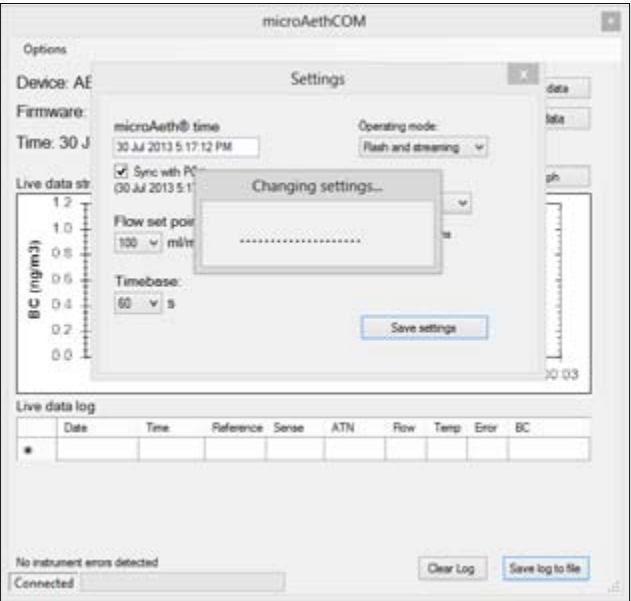 microAethCOM
x
Options
Device: AE
Firmware:
Time: 30 J
Settings
x
data
data
microAeth® time
30 Jul 2013 5:17:12 PM
Sync with PC
(30 Jul 2013 5:1
Operating mode:
Flash and streaming
Changing settings...
...................
ph
Live data str
Flow set poin
100 ml/m
ns
Timebase:
60 s
Save settings
BC (ng/m3)
1.2
1.0
0.8
0.6
0.4
0.2
0.0
00:03
Live data log
Date Time Reference Sense ATN Flow Temp Error BC
No instrument errors detected
Clear Log
Save log to file
Connected